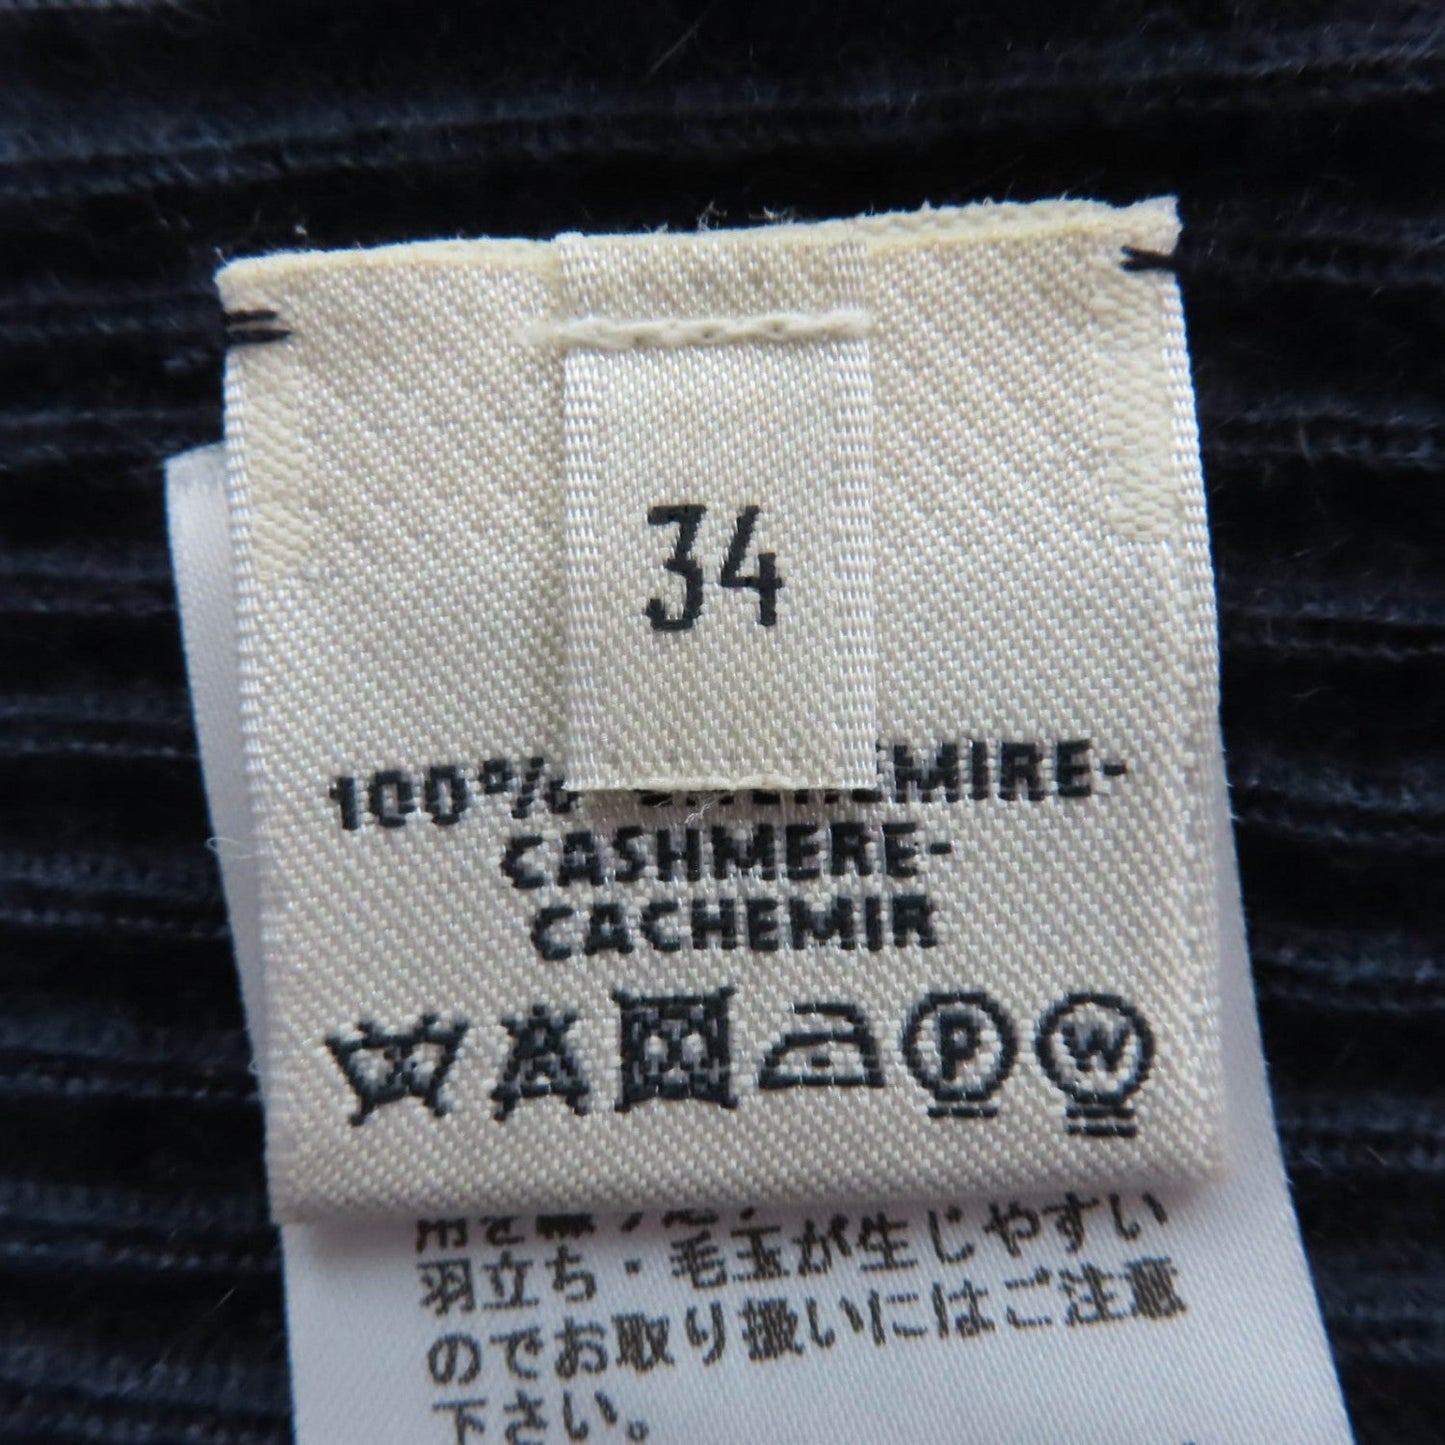 34
100% CACHEMIRE-
CASHMERE-
CACHEMIR
P W
羽立ち・毛玉が生じやすい
のでお取り扱いにはご注意
下さい。